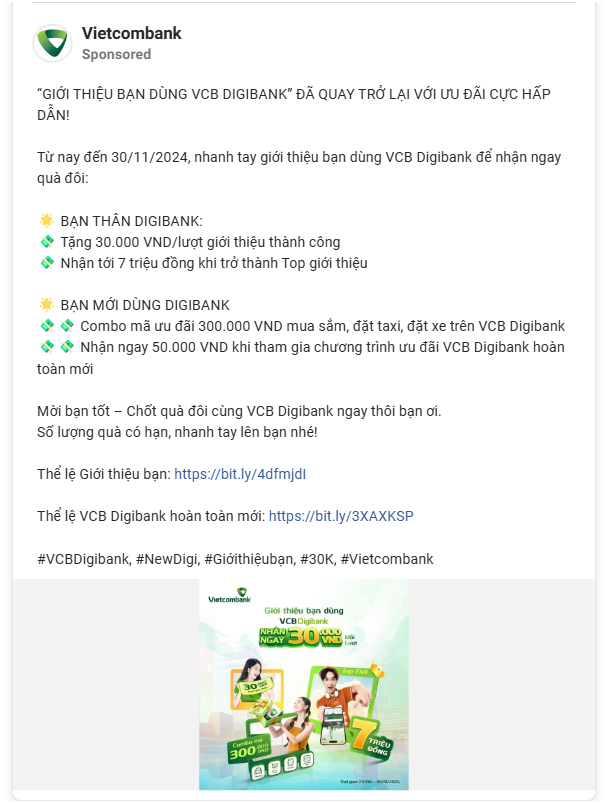 Vietcombank
Sponsored
“GIỚI THIỆU BẠN DÙNG VCB DIGIBANK” ĐÃ QUAY TRỞ LẠI VỚI ƯU ĐÃI CỰC HẤP
DẪN!
Từ nay đến 30/11/2024, nhanh tay giới thiệu bạn dùng VCB Digibank để nhận ngay
quà đôi:
🌟 BẠN THÂN DIGIBANK:
💸 Tặng 30.000 VND/lượt giới thiệu thành công
💸 Nhận tới 7 triệu đồng khi trở thành Top giới thiệu
🌟 BẠN MỚI DÙNG DIGIBANK
💸 💸 Combo mã ưu đãi 300.000 VND mua sắm, đặt taxi, đặt xe trên VCB Digibank
💸 💸 Nhận ngay 50.000 VND khi tham gia chương trình ưu đãi VCB Digibank hoàn
toàn mới
Mời bạn tốt – Chốt quà đôi cùng VCB Digibank ngay thôi bạn ơi.
Số lượng quà có hạn, nhanh tay lên bạn nhé!
Thể lệ Giới thiệu bạn: https://bit.ly/4dfmjdI
Thể lệ VCB Digibank hoàn toàn mới: https://bit.ly/3XAXKSP
#VCBDigibank, #NewDigi, #Giớithiệubạn, #30K, #Vietcombank
Vietcombank
Giới thiệu bạn dùng
VCBDigibank
NHẬN NGAY 30.000 VND Mỗi Lượt
Top Đạt
30.000 VND
Combo mã
300.000 VND
7 TRIỆU ĐỒNG